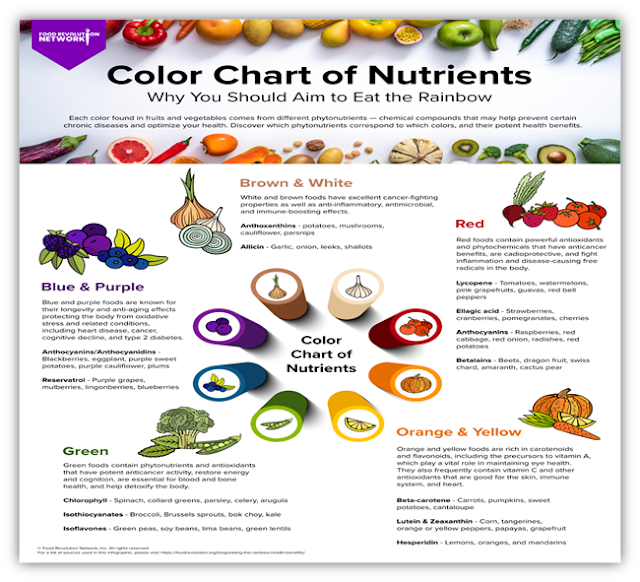 FOOD REVOLUTION
NETWORK
Color Chart of Nutrients
Why You Should Aim to Eat the Rainbow
Each color found in fruits and vegetables comes from different phytonutrients — chemical compounds that may help prevent certain
chronic diseases and optimize your health. Discover which phytonutrients correspond to which colors, and their potent health benefits.
Brown & White
White and brown foods have excellent cancer-fighting
properties as well as anti-inflammatory, antimicrobial,
and immune-boosting effects.
Anthoxanthins - potatoes, mushrooms,
cauliflower, parsnips
Allicin - Garlic, onion, leeks, shallots
Red
Red foods contain powerful antioxidants
and phytochemicals that have anticancer
benefits, are cardioprotective, and fight
inflammation and disease-causing free
radicals in the body.
Lycopene - Tomatoes, watermelons,
pink grapefruits, guavas, red bell
peppers
Ellagic acid - Strawberries,
cranberries, pomegranates, cherries
Anthocyanins - Raspberries, red
cabbage, red onion, radishes, red
potatoes
Betalains - Beets, dragon fruit, swiss
chard, amaranth, cactus pear
Blue & Purple
Blue and purple foods are known for
their longevity and anti-aging effects
protecting the body from oxidative
stress and related conditions,
including heart disease, cancer,
cognitive decline, and type 2 diabetes.
Anthocyanins/Anthocyanidins -
Blackberries, eggplant, purple sweet
potatoes, purple cauliflower, plums
Reservatrol - Purple grapes,
mulberries, lingonberries, blueberries
Color
Chart of
Nutrients
Green
Green foods contain phytonutrients and antioxidants
that have potent anticancer activity, restore energy
and cognition, are essential for blood and bone
health, and help detoxify the body.
Chlorophyll - Spinach, collard greens, parsley, celery, arugula
Isothiocyanates - Broccoli, Brussels sprouts, bok choy, kale
Isoflavones - Green peas, soy beans, lima beans, green lentils
Orange & Yellow
Orange and yellow foods are rich in carotenoids
and flavonoids, including the precursors to vitamin A,
which play a vital role in maintaining eye health.
They also frequently contain vitamin C and other
antioxidants that are good for the skin, immune
system, and heart.
Beta-carotene - Carrots, pumpkins, sweet
potatoes, cantaloupe
Lutein & Zeaxanthin - Corn, tangerines,
orange or yellow peppers, papayas, grapefruit
Hesperidin - Lemons, oranges, and mandarins
© Food Revolution Network, Inc. All rights reserved.
For a list of sources used in this infographic, please visit: https://foodrevolution.org/blog/eating-the-rainbow-health-benefits/